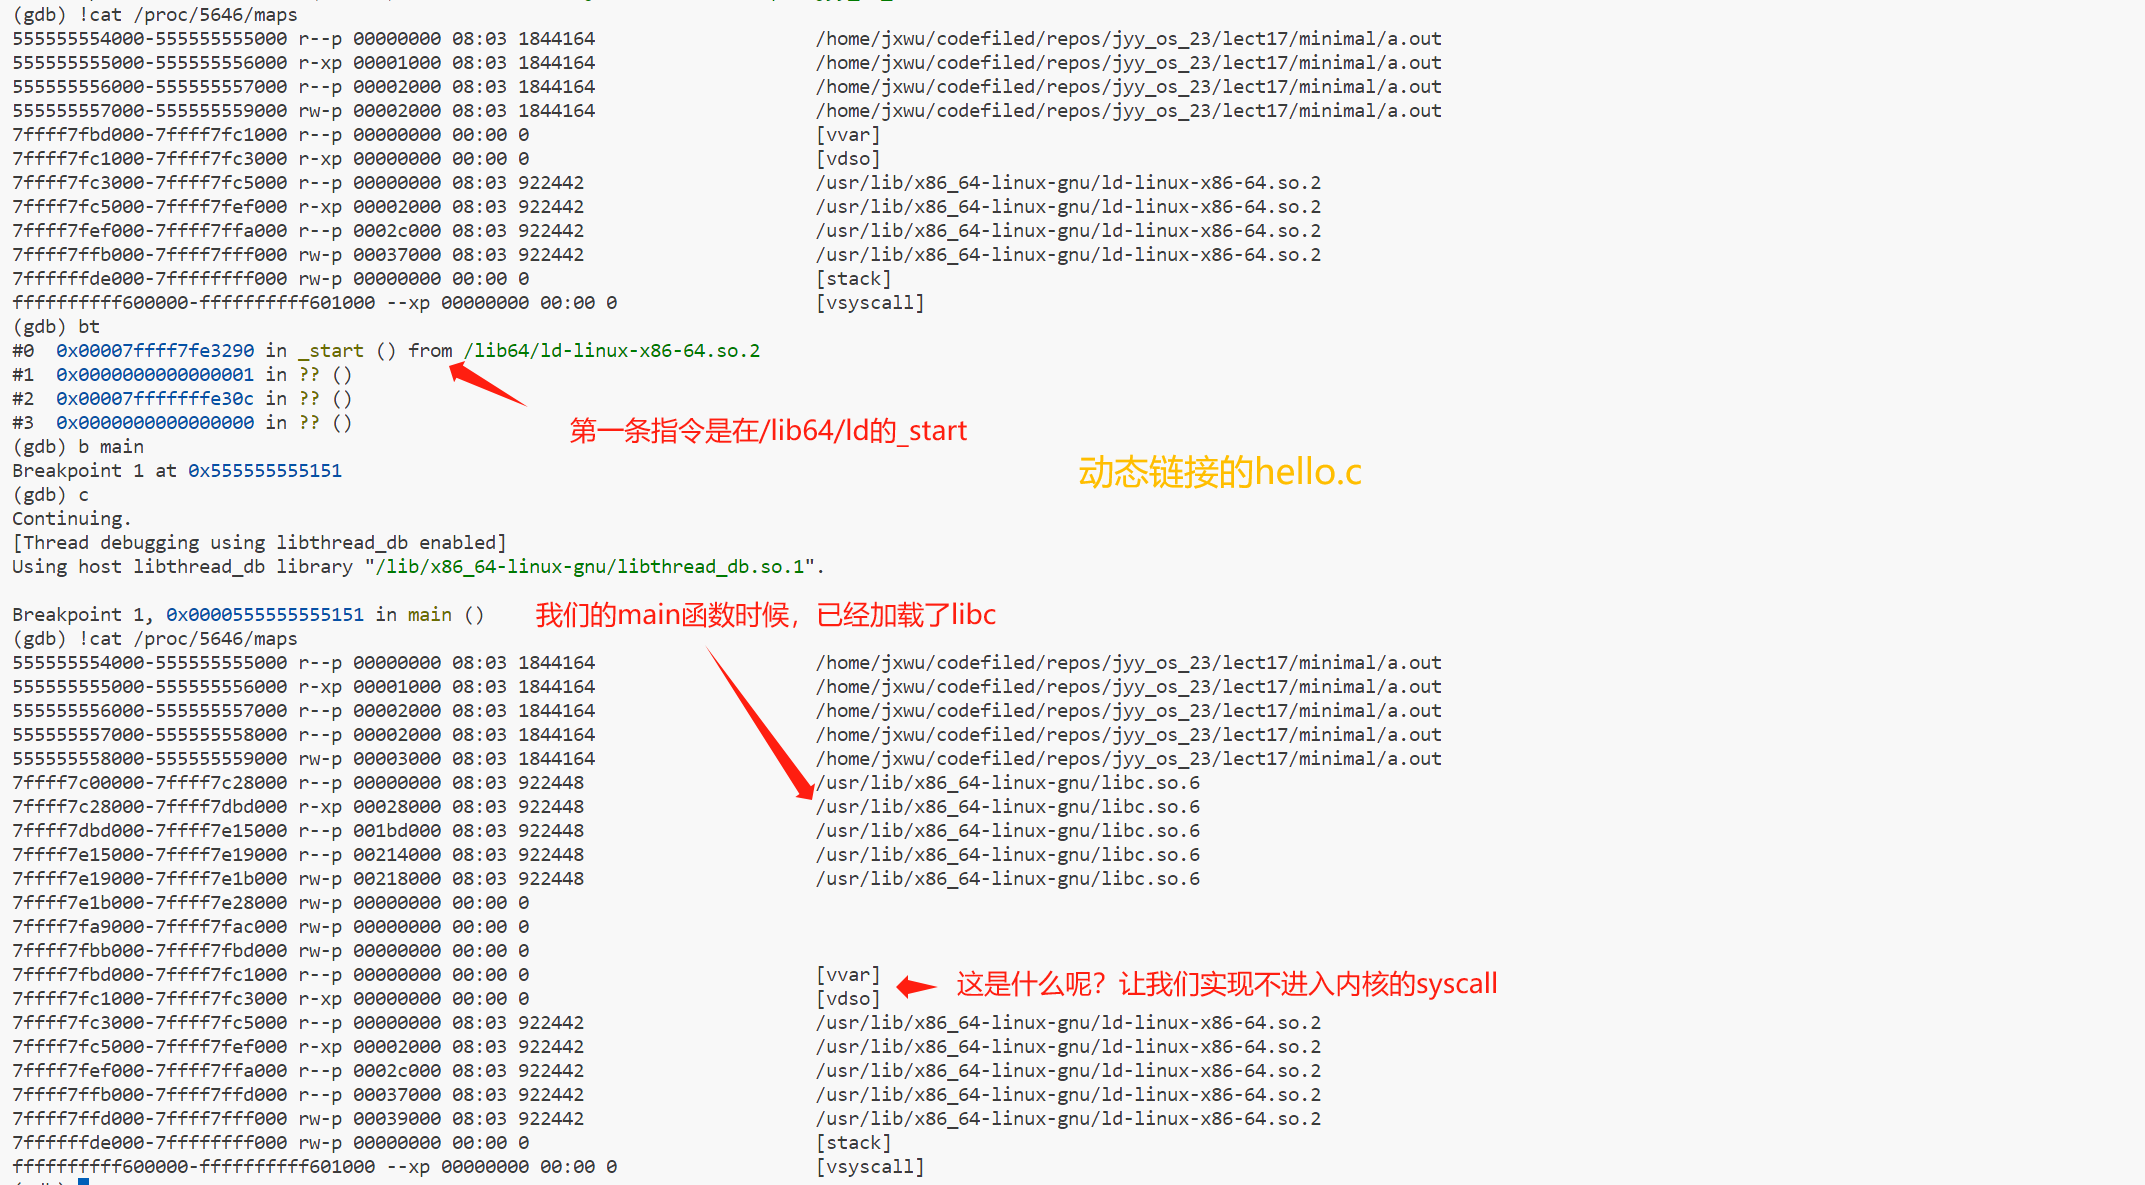 (gdb) !cat /proc/5646/maps
555555554000-555555555000 r--p 00000000 08:03 1844164 /home/jxwu/codefiled/repos/jyy_os_23/lect17/minimal/a.out
555555555000-555555556000 r-xp 00001000 08:03 1844164 /home/jxwu/codefiled/repos/jyy_os_23/lect17/minimal/a.out
555555556000-555555557000 r--p 00002000 08:03 1844164 /home/jxwu/codefiled/repos/jyy_os_23/lect17/minimal/a.out
555555557000-555555559000 rw-p 00002000 08:03 1844164 /home/jxwu/codefiled/repos/jyy_os_23/lect17/minimal/a.out
7ffff7fbd000-7ffff7fc1000 r--p 00000000 00:00 0 [vvar]
7ffff7fc1000-7ffff7fc3000 r-xp 00000000 00:00 0 [vdso]
7ffff7fc3000-7ffff7fc5000 r--p 00000000 08:03 922442 /usr/lib/x86_64-linux-gnu/ld-linux-x86-64.so.2
7ffff7fc5000-7ffff7fef000 r-xp 00002000 08:03 922442 /usr/lib/x86_64-linux-gnu/ld-linux-x86-64.so.2
7ffff7fef000-7ffff7ffa000 r--p 0002c000 08:03 922442 /usr/lib/x86_64-linux-gnu/ld-linux-x86-64.so.2
7ffff7ffb000-7ffff7fff000 rw-p 00037000 08:03 922442 /usr/lib/x86_64-linux-gnu/ld-linux-x86-64.so.2
7ffffffde000-7ffffffff000 rw-p 00000000 00:00 0 [stack]
ffffffffff600000-ffffffffff601000 --xp 00000000 00:00 0 [vsyscall]
(gdb) bt
#0 0x00007ffff7fe3290 in _start () from /lib64/ld-linux-x86-64.so.2
#1 0x0000000000000001 in ?? ()
#2 0x00007fffffffe30c in ?? ()
#3 0x0000000000000000 in ?? ()
第一条指令是在/lib64/ld的_start
(gdb) b main
Breakpoint 1 at 0x555555555151
动态链接的hello.c
(gdb) c
Continuing.
[Thread debugging using libthread_db enabled]
Using host libthread_db library "/lib/x86_64-linux-gnu/libthread_db.so.1".
Breakpoint 1, 0x0000555555555151 in main ()
我们的main函数时候，已经加载了libc
(gdb) !cat /proc/5646/maps
555555554000-555555555000 r--p 00000000 08:03 1844164 /home/jxwu/codefiled/repos/jyy_os_23/lect17/minimal/a.out
555555555000-555555556000 r-xp 00001000 08:03 1844164 /home/jxwu/codefiled/repos/jyy_os_23/lect17/minimal/a.out
555555556000-555555557000 r--p 00002000 08:03 1844164 /home/jxwu/codefiled/repos/jyy_os_23/lect17/minimal/a.out
555555557000-555555558000 r--p 00002000 08:03 1844164 /home/jxwu/codefiled/repos/jyy_os_23/lect17/minimal/a.out
555555558000-555555559000 rw-p 00003000 08:03 1844164 /home/jxwu/codefiled/repos/jyy_os_23/lect17/minimal/a.out
7ffff7c00000-7ffff7c28000 r--p 00000000 08:03 922448 /usr/lib/x86_64-linux-gnu/libc.so.6
7ffff7c28000-7ffff7dbd000 r-xp 00028000 08:03 922448 /usr/lib/x86_64-linux-gnu/libc.so.6
7ffff7dbd000-7ffff7e15000 r--p 001bd000 08:03 922448 /usr/lib/x86_64-linux-gnu/libc.so.6
7ffff7e15000-7ffff7e19000 r--p 00214000 08:03 922448 /usr/lib/x86_64-linux-gnu/libc.so.6
7ffff7e19000-7ffff7e1b000 rw-p 00218000 08:03 922448 /usr/lib/x86_64-linux-gnu/libc.so.6
7ffff7e1b000-7ffff7e28000 rw-p 00000000 00:00 0
7ffff7fa9000-7ffff7fac000 rw-p 00000000 00:00 0
7ffff7fbb000-7ffff7fbd000 rw-p 00000000 00:00 0
7ffff7fbd000-7ffff7fc1000 r--p 00000000 00:00 0 [vvar]
这是什么呢？让我们实现不进入内核的syscall
7ffff7fc1000-7ffff7fc3000 r-xp 00000000 00:00 0 [vdso]
7ffff7fc3000-7ffff7fc5000 r--p 00000000 08:03 922442 /usr/lib/x86_64-linux-gnu/ld-linux-x86-64.so.2
7ffff7fc5000-7ffff7fef000 r-xp 00002000 08:03 922442 /usr/lib/x86_64-linux-gnu/ld-linux-x86-64.so.2
7ffff7fef000-7ffff7ffa000 r--p 0002c000 08:03 922442 /usr/lib/x86_64-linux-gnu/ld-linux-x86-64.so.2
7ffff7ffb000-7ffff7ffd000 r--p 00037000 08:03 922442 /usr/lib/x86_64-linux-gnu/ld-linux-x86-64.so.2
7ffff7ffd000-7ffff7fff000 rw-p 00039000 08:03 922442 /usr/lib/x86_64-linux-gnu/ld-linux-x86-64.so.2
7ffffffde000-7ffffffff000 rw-p 00000000 00:00 0 [stack]
ffffffffff600000-ffffffffff601000 --xp 00000000 00:00 0 [vsyscall]